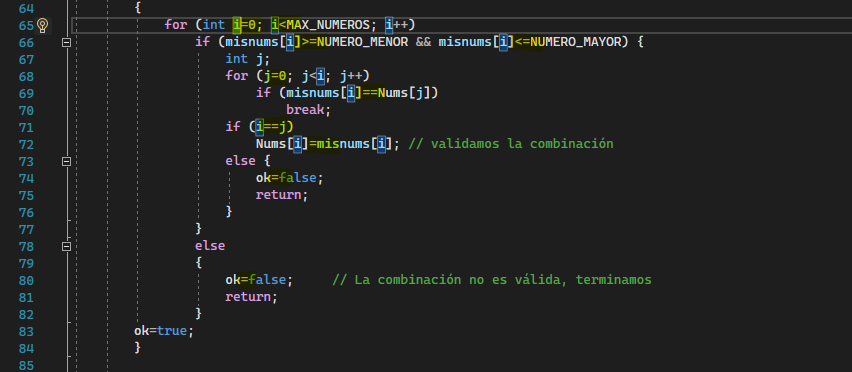 64 {
65 for (int i=0; i<MAX_NUMEROS; i++)
66 if (misnums[i]>=NUMERO_MENOR && misnums[i]<=NUMERO_MAYOR) {
67 int j;
68 for (j=0; j<i; j++)
69 if (misnums[i]==Nums[j])
70 break;
71 if (i==j)
72 Nums[i]=misnums[i]; // validamos la combinación
73 else {
74 ok=false;
75 return;
76 }
77 }
78 else
79 {
80 ok=false; // La combinación no es válida, terminamos
81 return;
82 }
83 ok=true;
84 }
85